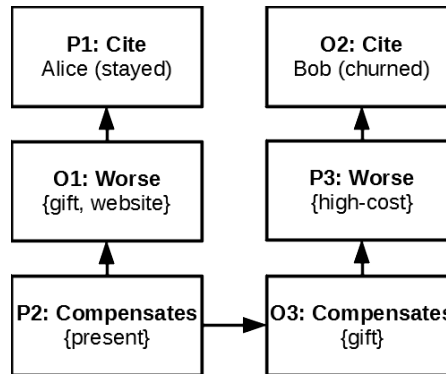 P1: Cite
Alice (stayed)
O2: Cite
Bob (churned)
O1: Worse
{gift, website}
P3: Worse
{high-cost}
P2: Compensates
{present}
O3: Compensates
{gift}